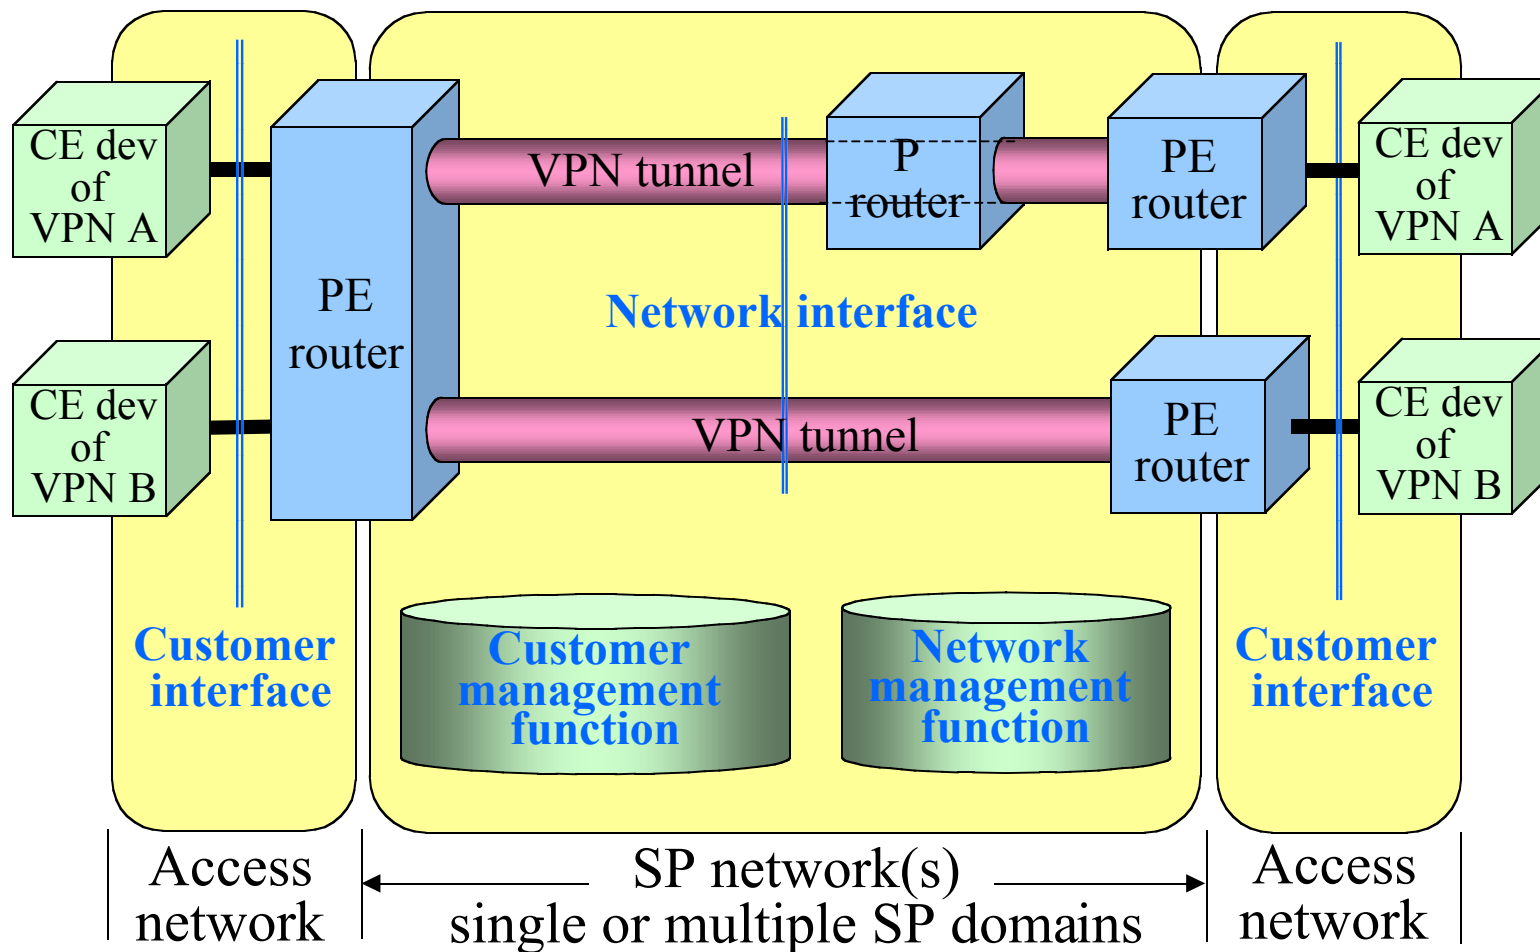 CE dev
of
VPN A
VPN tunnel
P
router
PE
router
CE dev
of
VPN A
PE
router
Network interface
CE dev
of
VPN B
VPN tunnel
PE
router
CE dev
of
VPN B
Customer
interface
Customer
management
function
Network
management
function
Customer
interface
Access
network
SP network(s)
single or multiple SP domains
Access
network